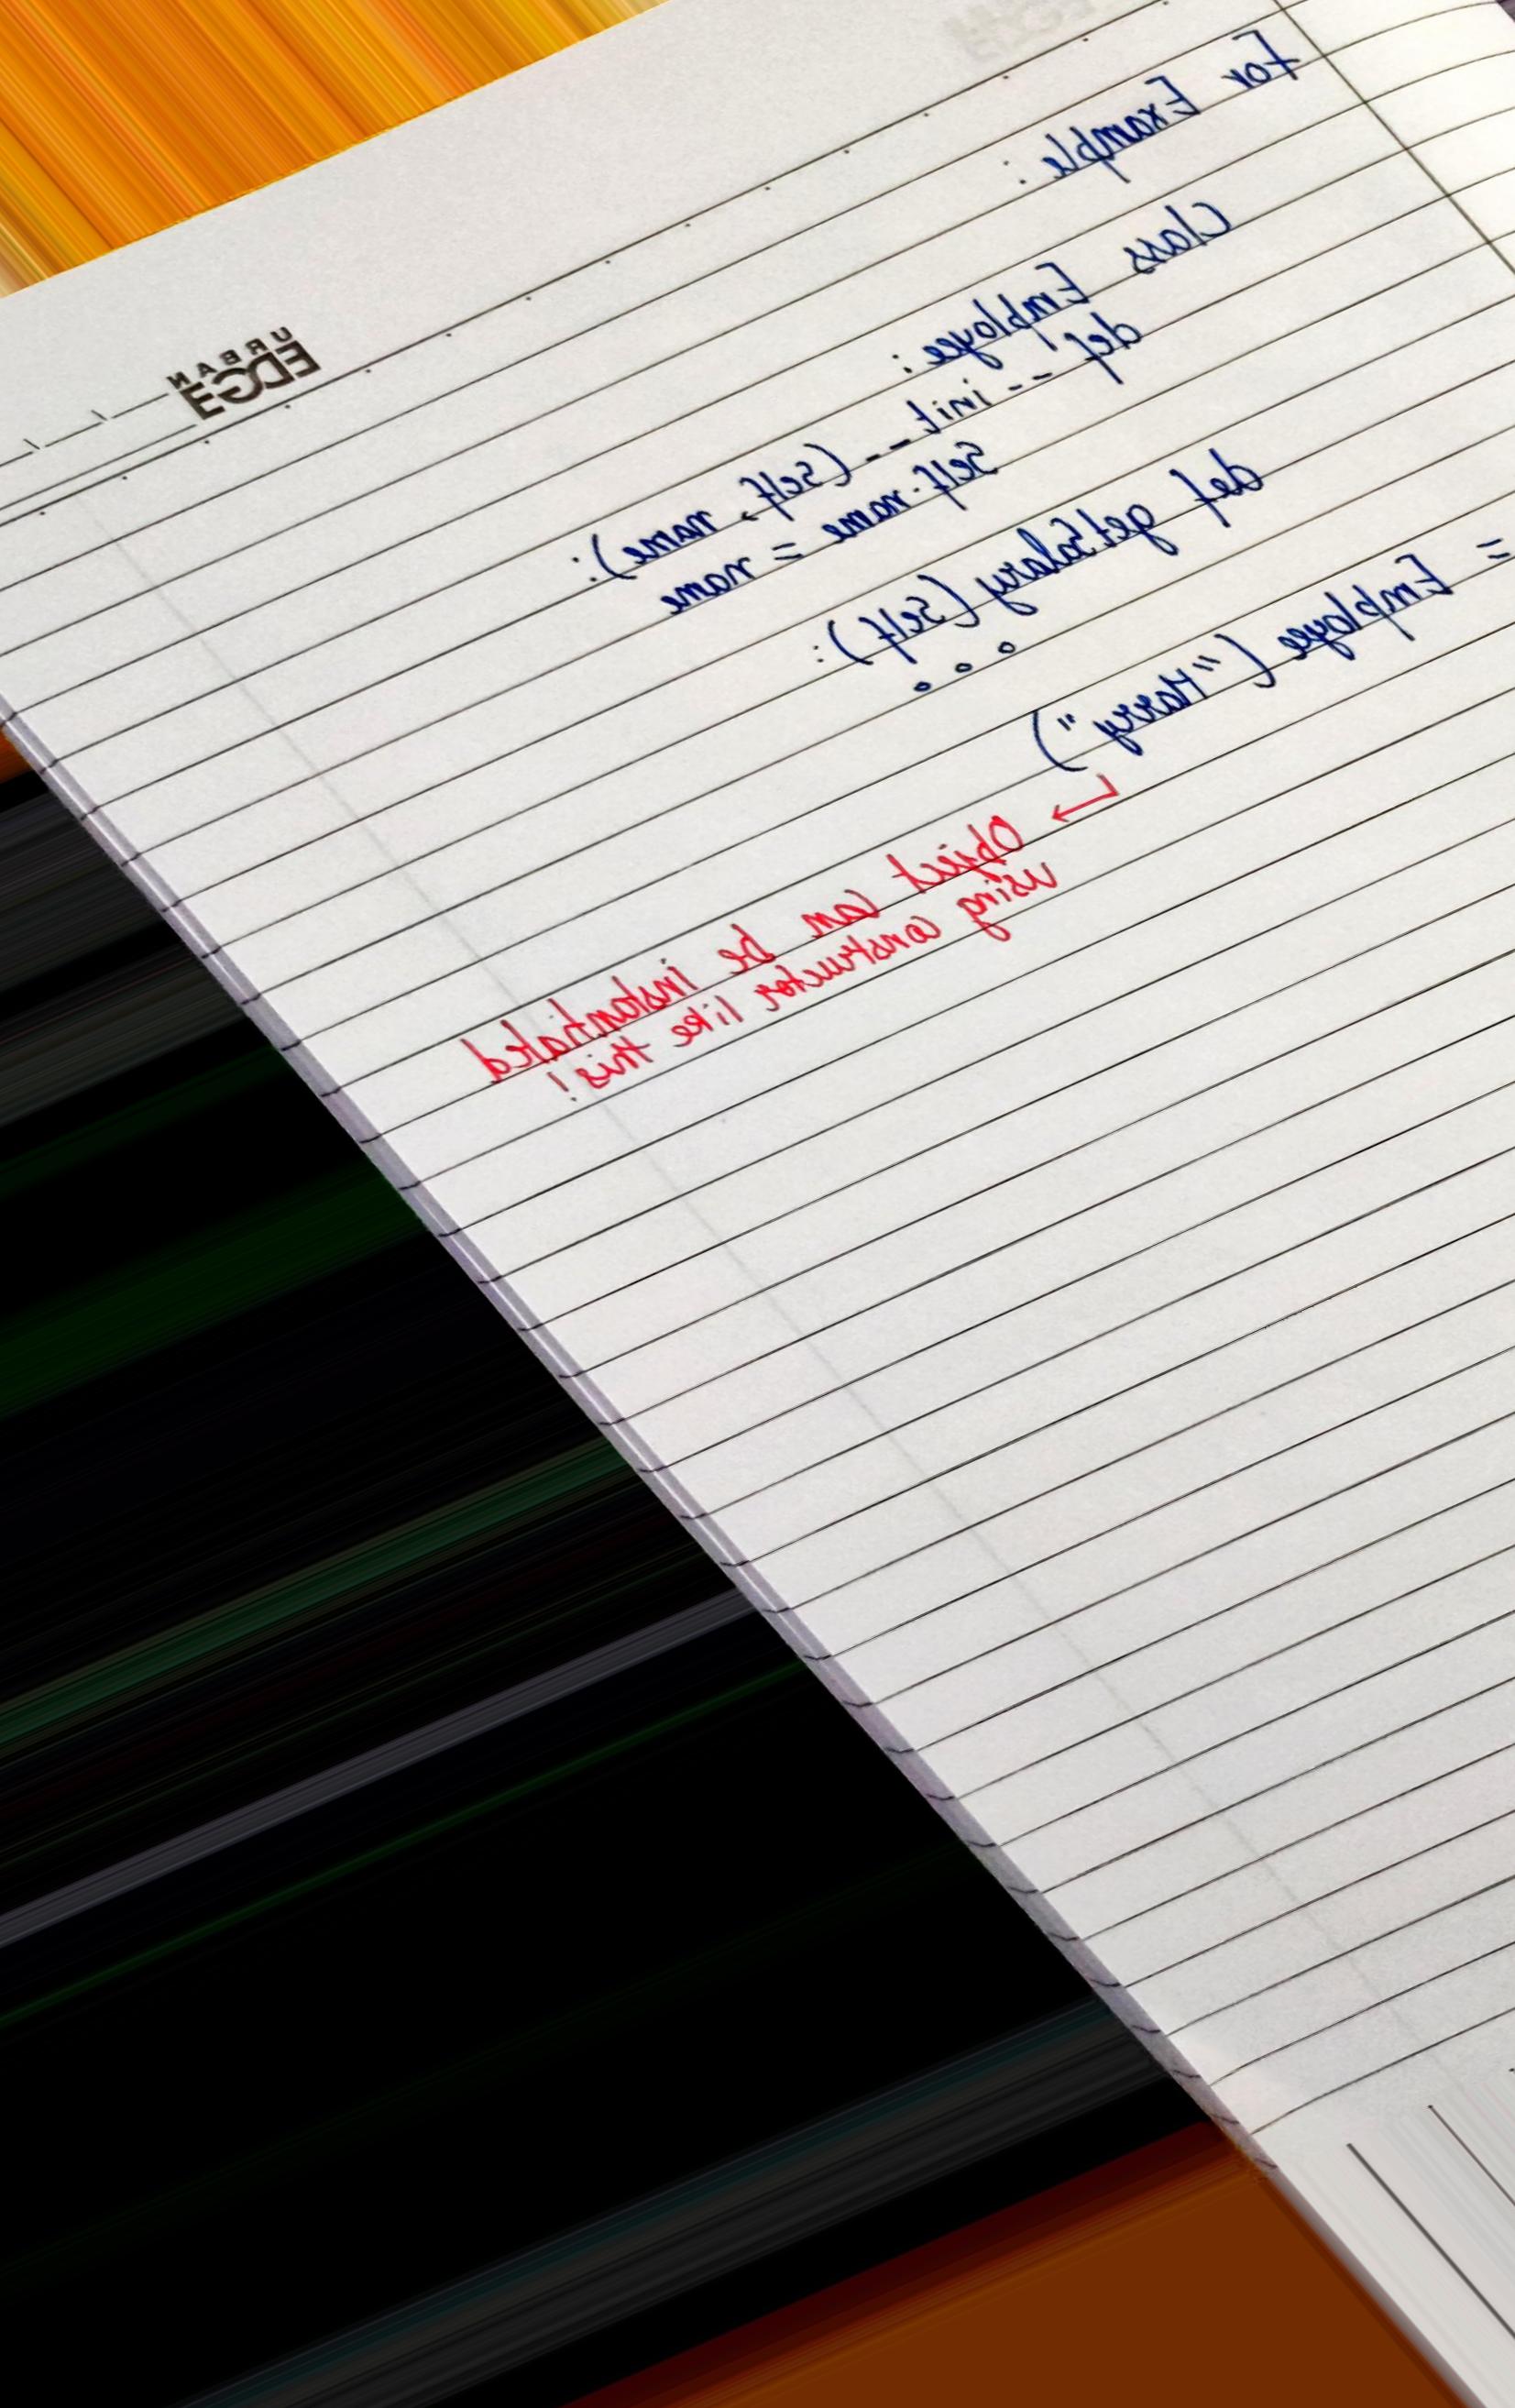 For Example :
Class Employee :
def __init__ (self, name):
self.name = name
def getSalary (self) :
...
= Employee ("Harry")
Object can be instantiated
using constructor like this!
URBAN
EDGE